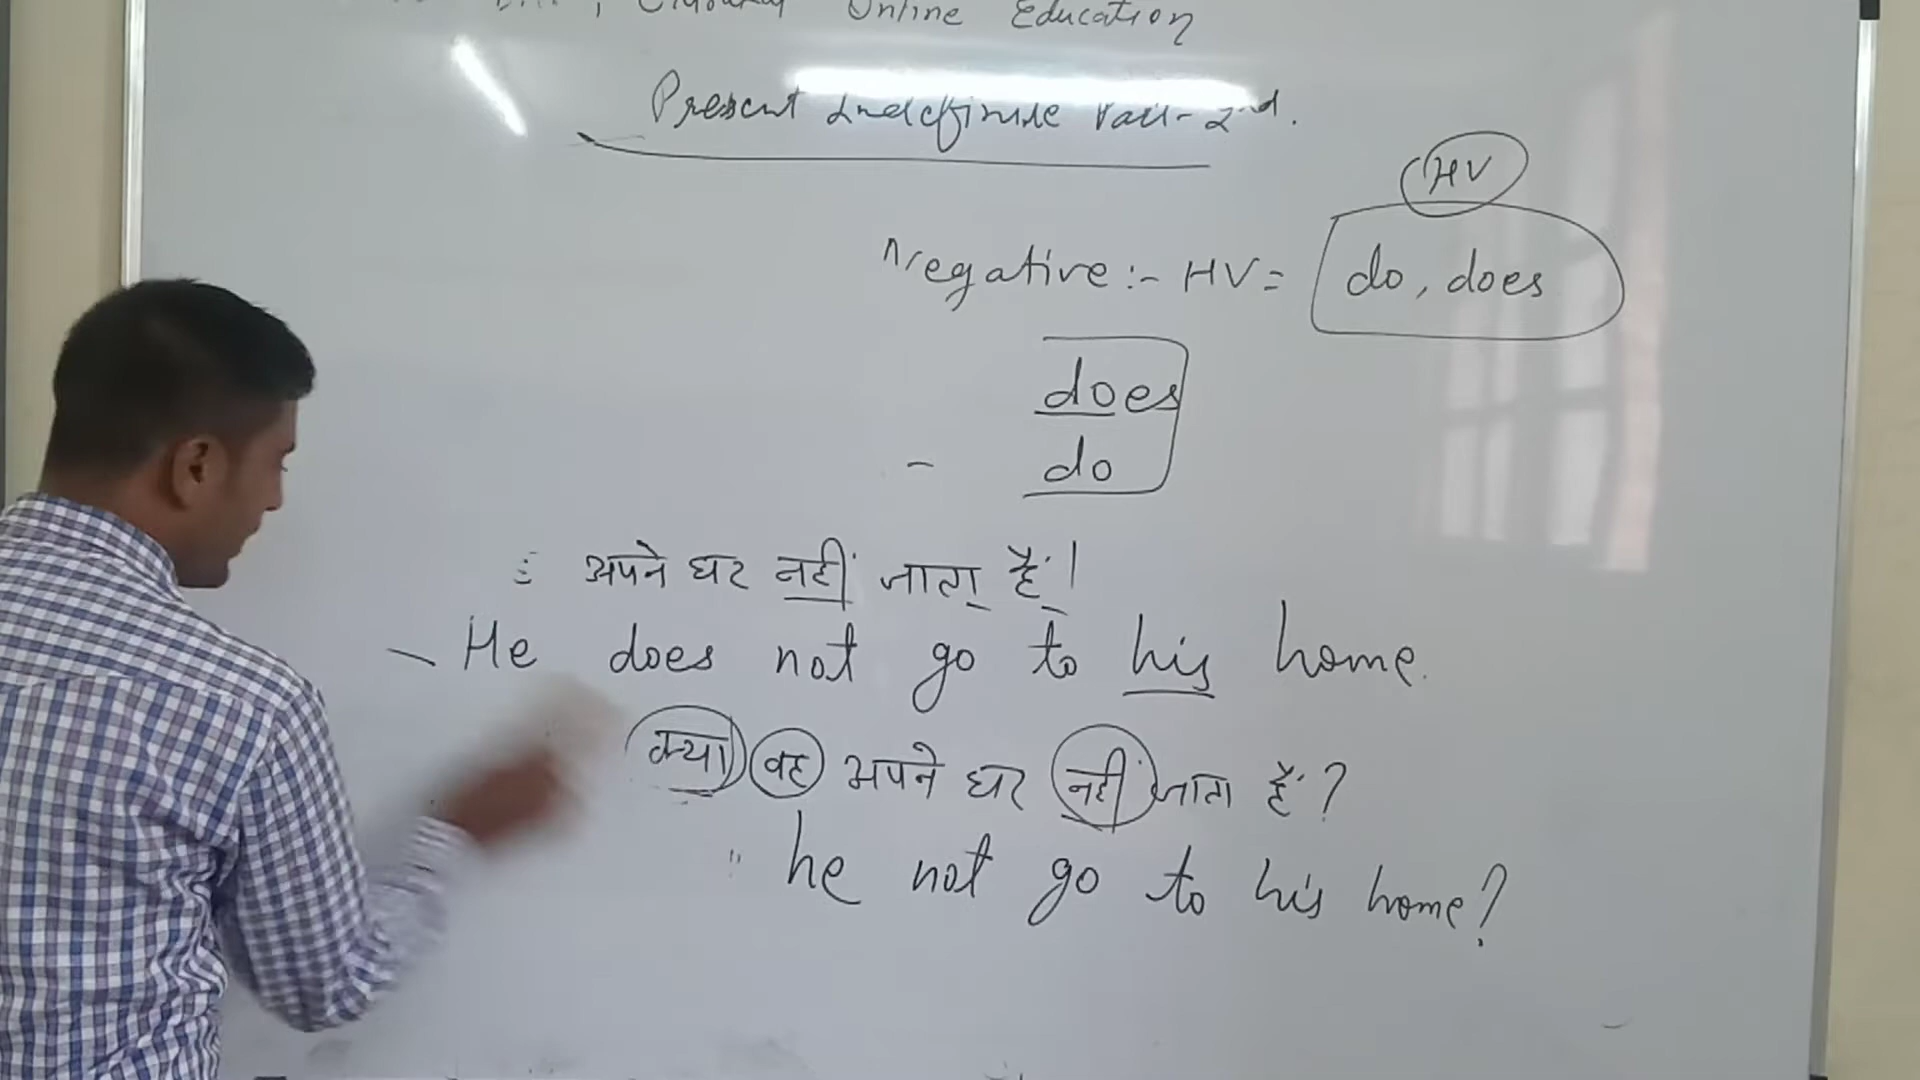 Online Education
Present Indefinite Part-2nd.
HV
Negative :- HV = do, does
does
- do
अपने घर नहीं जाता हैं।
- He does not go to his home.
क्या वह अपने घर नहीं जाता हैं?
he not go to his home?